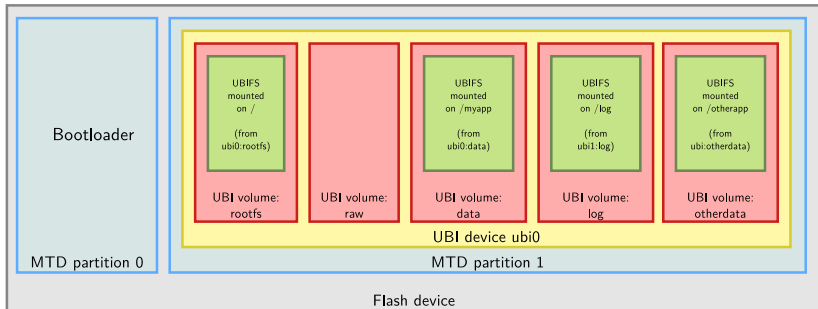 Bootloader
MTD partition 0
UBIFS
mounted
on /
(from
ubi0:rootfs)
UBI volume:
rootfs
UBI volume:
raw
UBIFS
mounted
on /myapp
(from
ubi0:data)
UBI volume:
data
UBIFS
mounted
on /log
(from
ubi1:log)
UBI volume:
log
UBIFS
mounted
on /otherapp
(from
ubi:otherdata)
UBI volume:
otherdata
UBI device ubi0
MTD partition 1
Flash device